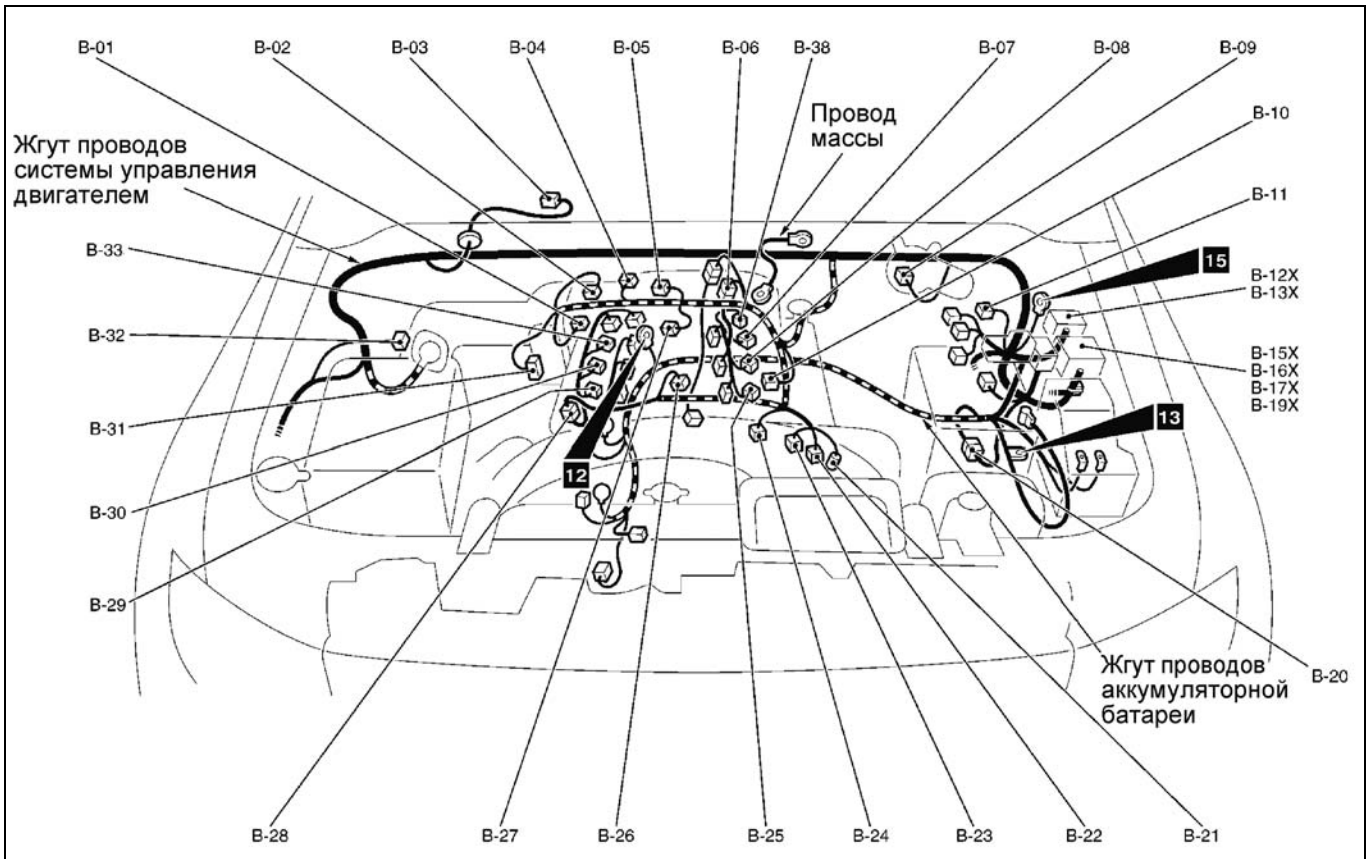 B-01
B-02
B-03
B-04
B-05
B-06
B-38
B-07
B-08
B-09
Жгут проводов
системы управления
двигателем
Провод
массы
B-10
B-11
15
B-12X
B-13X
B-33
B-32
B-15X
B-16X
B-17X
B-19X
B-31
13
12
B-30
B-29
Жгут проводов
аккумуляторной
батареи
B-20
B-28
B-27
B-26
B-25
B-24
B-23
B-22
B-21